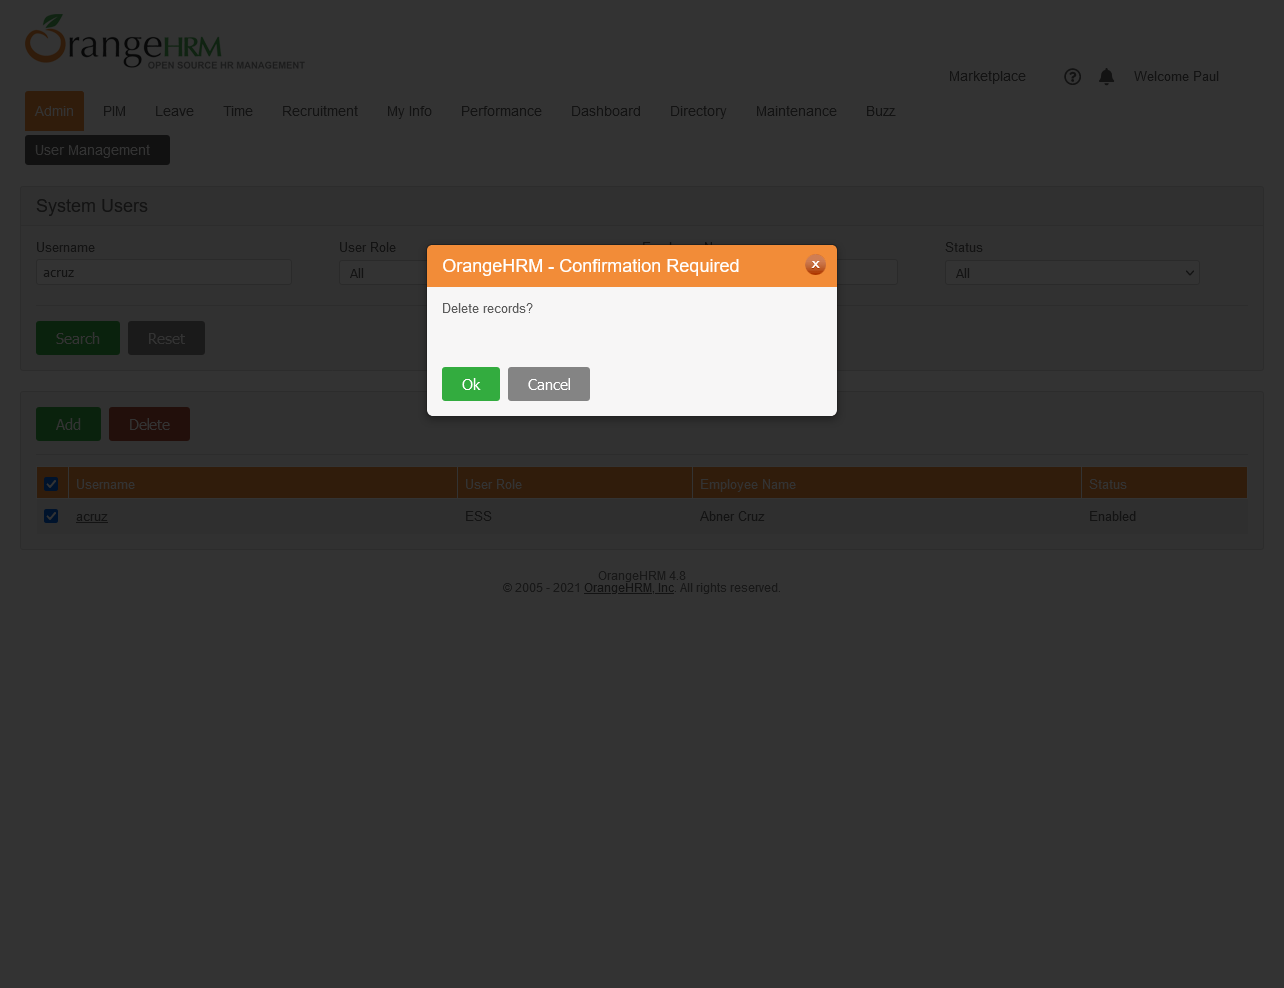 OrangeHRM
OPEN SOURCE HR MANAGEMENT
Marketplace
Welcome Paul
Admin PIM Leave Time Recruitment My Info Performance Dashboard Directory Maintenance Buzz
User Management
System Users
Username User Role Status
acruz All All
OrangeHRM - Confirmation Required
x
Delete records?
Ok Cancel
Search Reset
Add Delete
Username User Role Employee Name Status
acruz ESS Abner Cruz Enabled
OrangeHRM 4.8
© 2005 - 2021 OrangeHRM, Inc. All rights reserved.